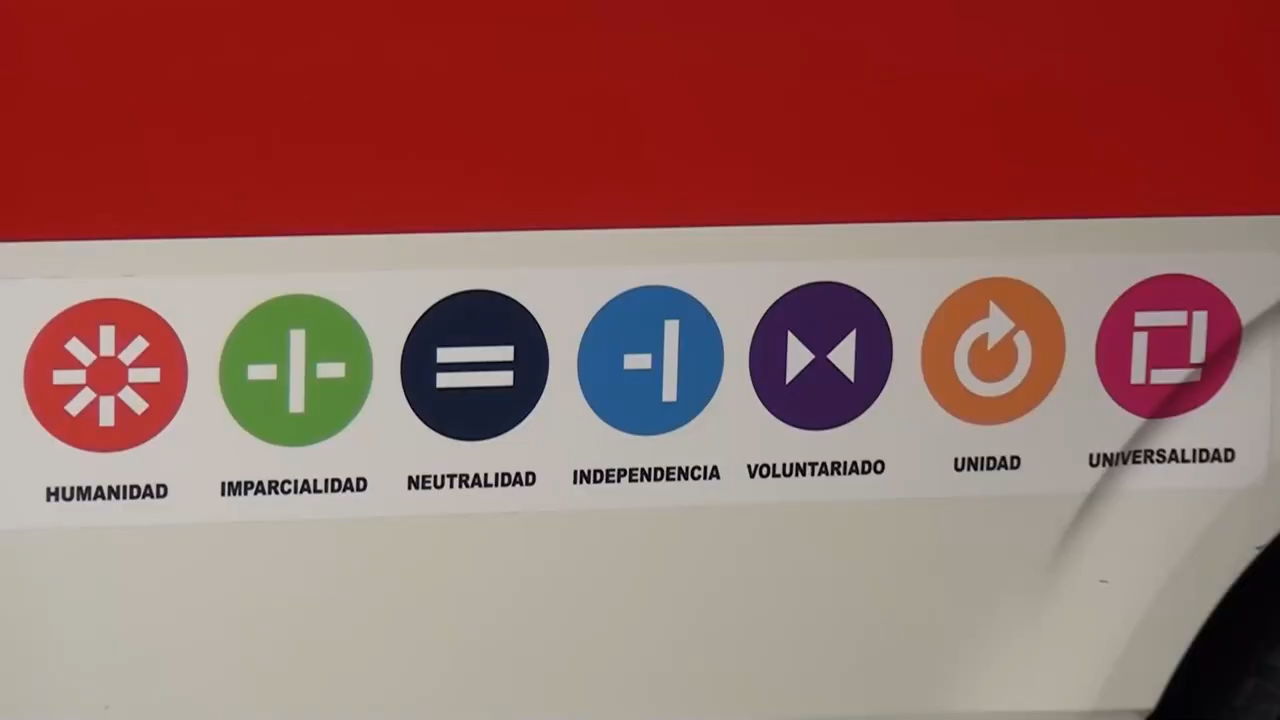 HUMANIDAD
IMPARCIALIDAD
NEUTRALIDAD
INDEPENDENCIA
VOLUNTARIADO
UNIDAD
UNIVERSALIDAD